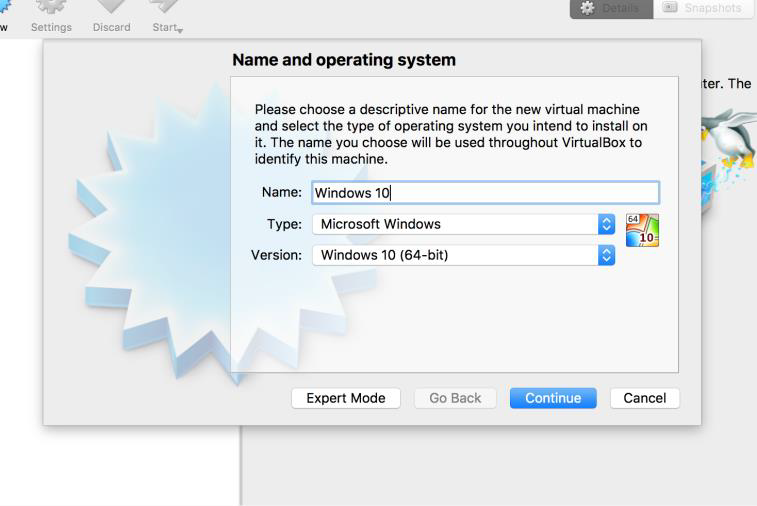 w Settings Discard Start
Details Snapshots
Name and operating system
ter. The
Please choose a descriptive name for the new virtual machine
and select the type of operating system you intend to install on
it. The name you choose will be used throughout VirtualBox to
identify this machine.
Name: Windows 10
Type: Microsoft Windows
64
10
Version: Windows 10 (64-bit)
Expert Mode Go Back Continue Cancel